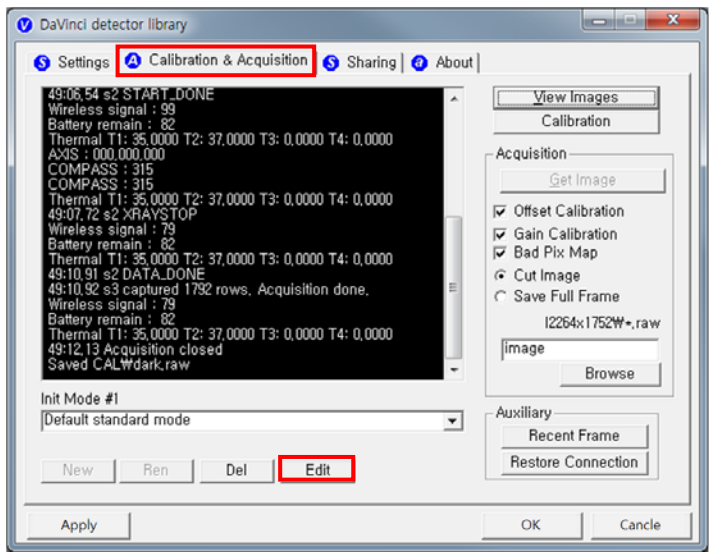 DaVinci detector library
Settings
Calibration & Acquisition
Sharing
About
49:06,54 s2 START_DONE
Wireless signal : 99
Battery remain : 82
Thermal T1: 35,0000 T2: 37,0000 T3: 0,0000 T4: 0,0000
AXIS : 000,000,000
COMPASS : 315
COMPASS : 315
Thermal T1: 35,0000 T2: 37,0000 T3: 0,0000 T4: 0,0000
49:07,72 s2 XRAYSTOP
Wireless signal : 79
Battery remain : 82
Thermal T1: 35,0000 T2: 37,0000 T3: 0,0000 T4: 0,0000
49:10,91 s2 DATA_DONE
49:10,92 s3 captured 1792 rows, Acquisition done,
Wireless signal : 79
Battery remain : 82
Thermal T1: 35,0000 T2: 37,0000 T3: 0,0000 T4: 0,0000
49:12,13 Acquisition closed
Saved CAL₩dark,raw
Init Mode #1
Default standard mode
New
Ren
Del
Edit
View Images
Calibration
Acquisition
Get Image
Offset Calibration
Gain Calibration
Bad Pix Map
Cut Image
Save Full Frame
I2264x1752₩*,raw
image
Browse
Auxiliary
Recent Frame
Restore Connection
Apply
OK
Cancle